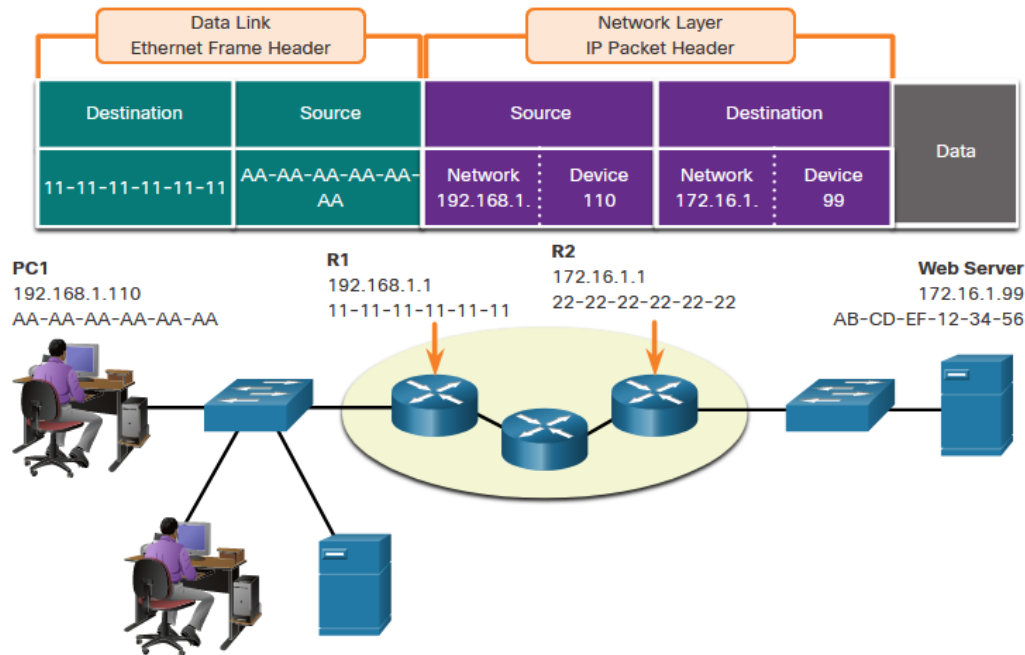 Data Link
Ethernet Frame Header
Network Layer
IP Packet Header
Destination
Source
Source
Destination
Data
11-11-11-11-11-11
AA-AA-AA-AA-AA-
AA
Network
192.168.1.
Device
110
Network
172.16.1.
Device
99
PC1
192.168.1.110
AA-AA-AA-AA-AA-AA
R1
192.168.1.1
11-11-11-11-11-11
R2
172.16.1.1
22-22-22-22-22-22
Web Server
172.16.1.99
AB-CD-EF-12-34-56